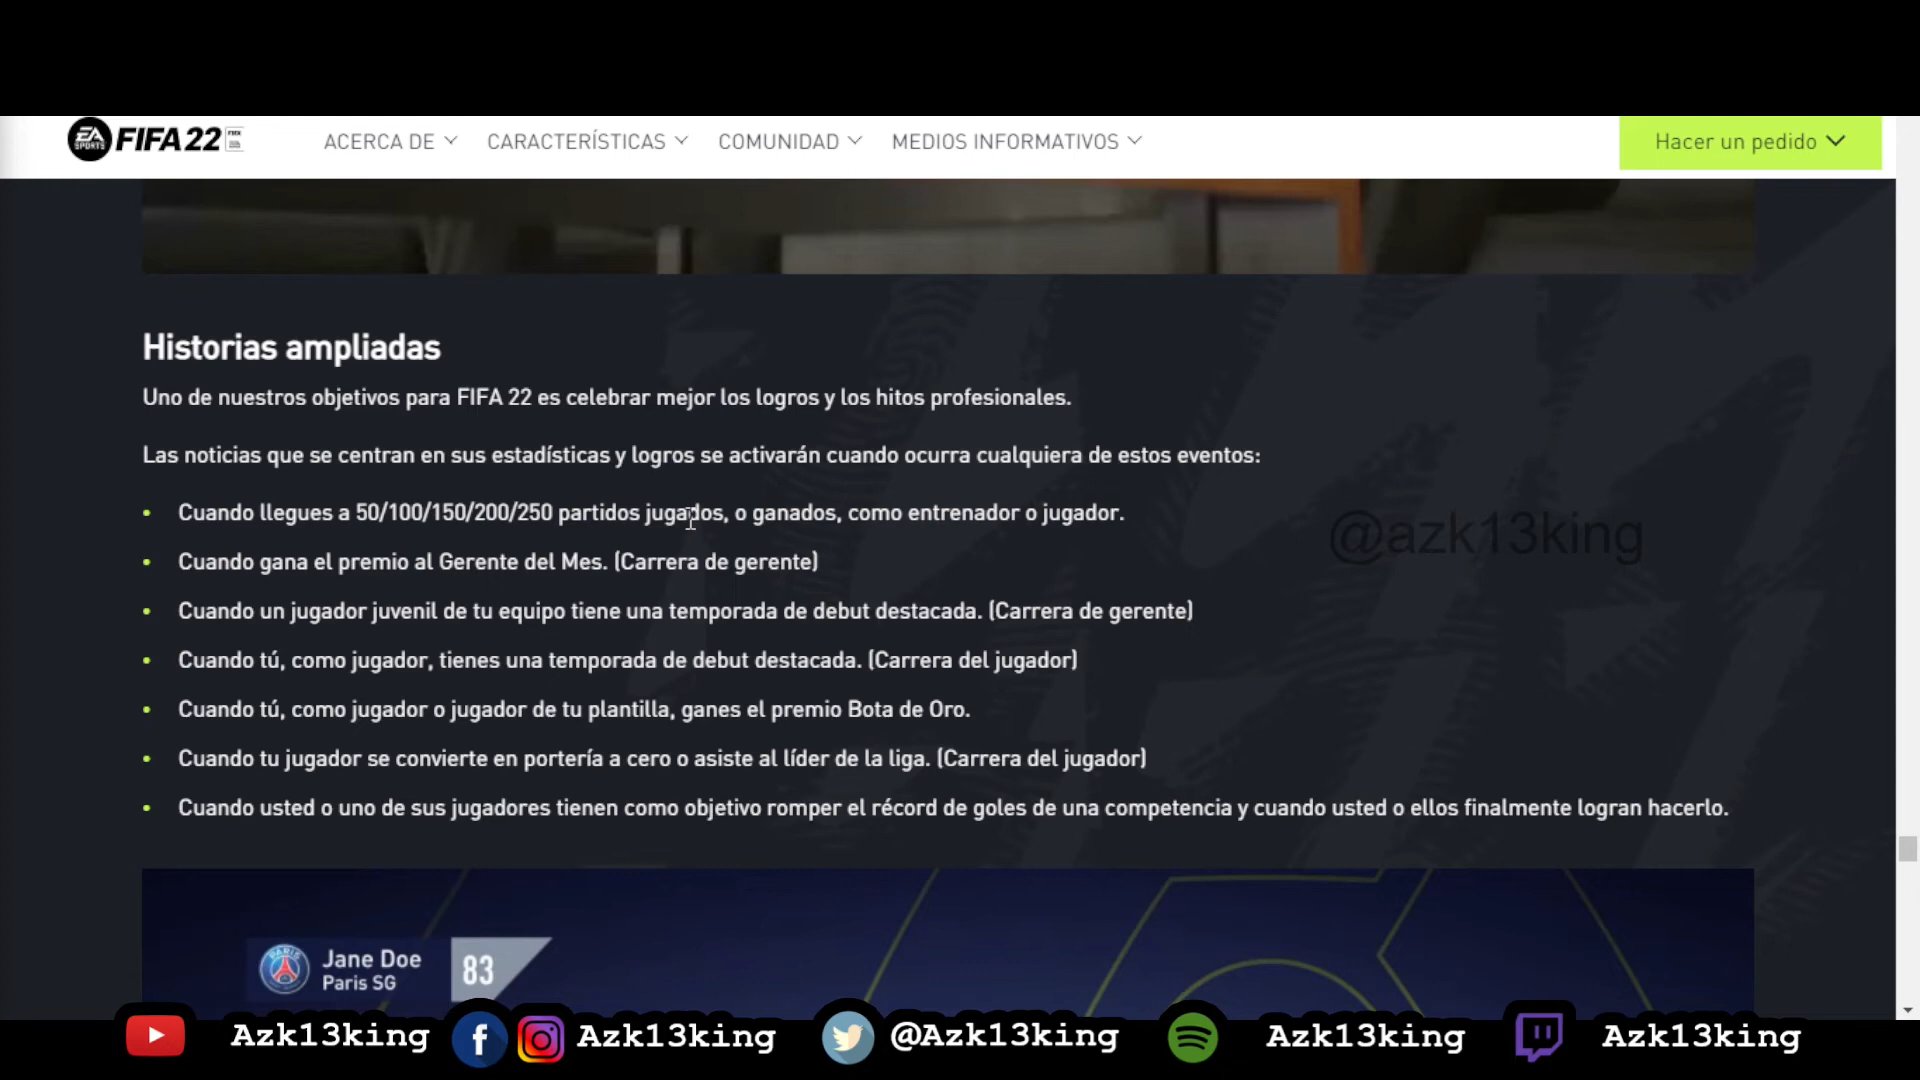 EA SPORTS FIFA 22
ACERCA DE CARACTERÍSTICAS COMUNIDAD MEDIOS INFORMATIVOS Hacer un pedido
Historias ampliadas
Uno de nuestros objetivos para FIFA 22 es celebrar mejor los logros y los hitos profesionales.
Las noticias que se centran en sus estadísticas y logros se activarán cuando ocurra cualquiera de estos eventos:
• Cuando llegues a 50/100/150/200/250 partidos jugados, o ganados, como entrenador o jugador.
@azk13king
• Cuando gana el premio al Gerente del Mes. (Carrera de gerente)
• Cuando un jugador juvenil de tu equipo tiene una temporada de debut destacada. (Carrera de gerente)
• Cuando tú, como jugador, tienes una temporada de debut destacada. (Carrera del jugador)
• Cuando tú, como jugador o jugador de tu plantilla, ganes el premio Bota de Oro.
• Cuando tu jugador se convierte en portería a cero o asiste al líder de la liga. (Carrera del jugador)
• Cuando usted o uno de sus jugadores tienen como objetivo romper el récord de goles de una competencia y cuando usted o ellos finalmente logran hacerlo.
PARIS
Jane Doe 83
Paris SG
Azk13king Azk13king @Azk13king Azk13king Azk13king